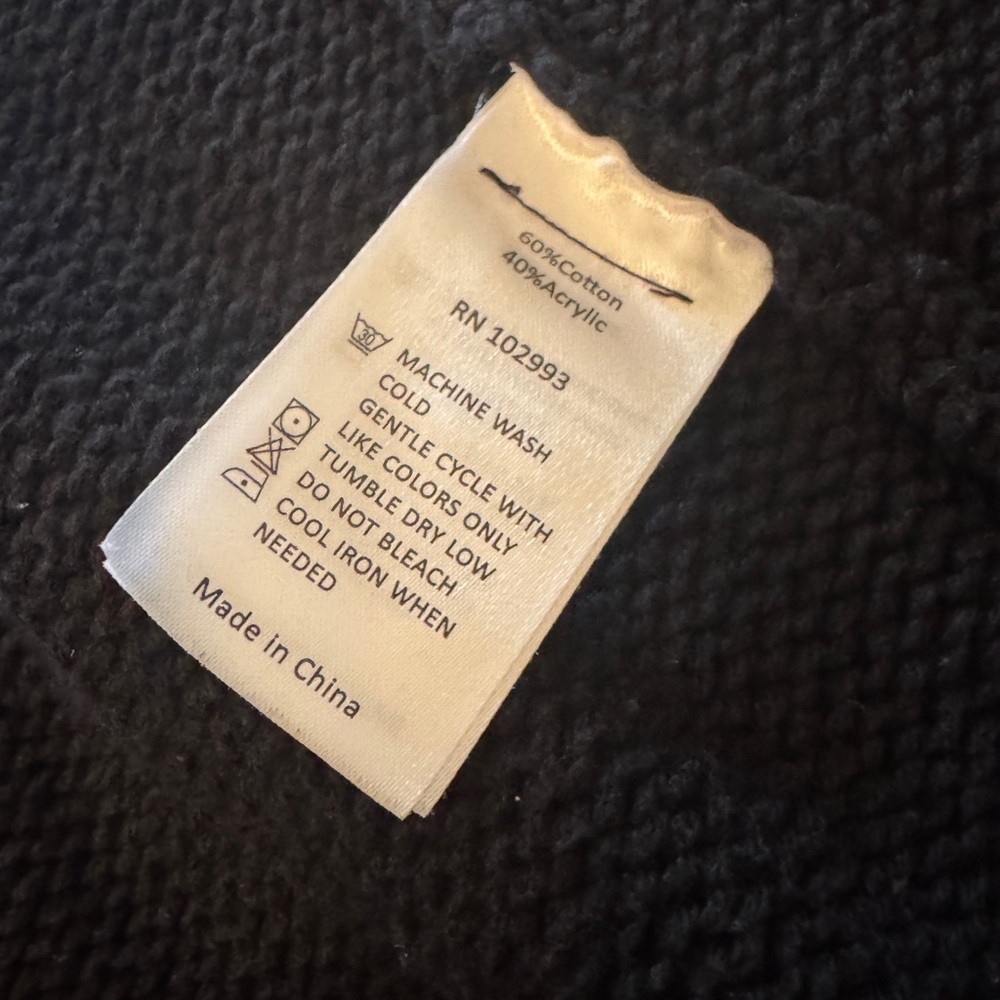 60%Cotton
40%Acrylic
RN 102993
30
MACHINE WASH
COLD
GENTLE CYCLE WITH
LIKE COLORS ONLY
TUMBLE DRY LOW
DO NOT BLEACH
COOL IRON WHEN
NEEDED
Made in China